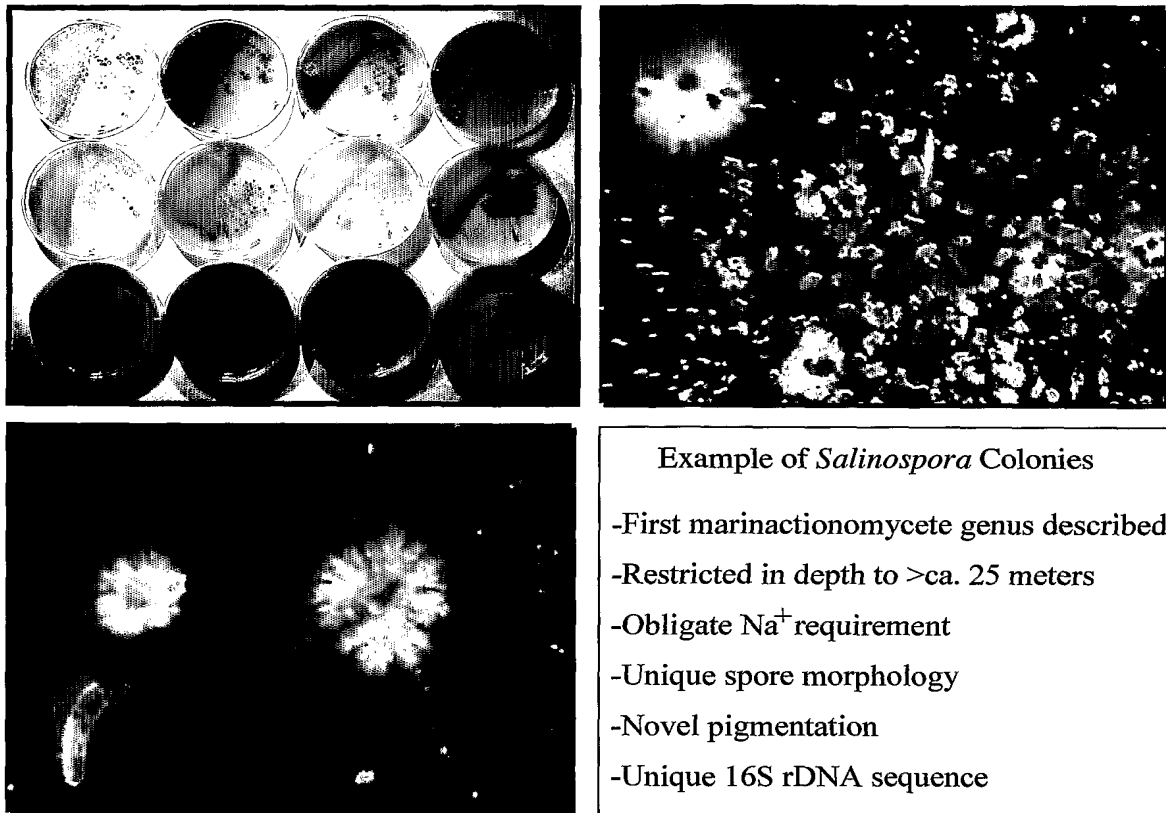 Example of Salinospora Colonies
-First marinactionomycete genus described
-Restricted in depth to >ca. 25 meters
-Obligate Na+ requirement
-Unique spore morphology
-Novel pigmentation
-Unique 16S rDNA sequence